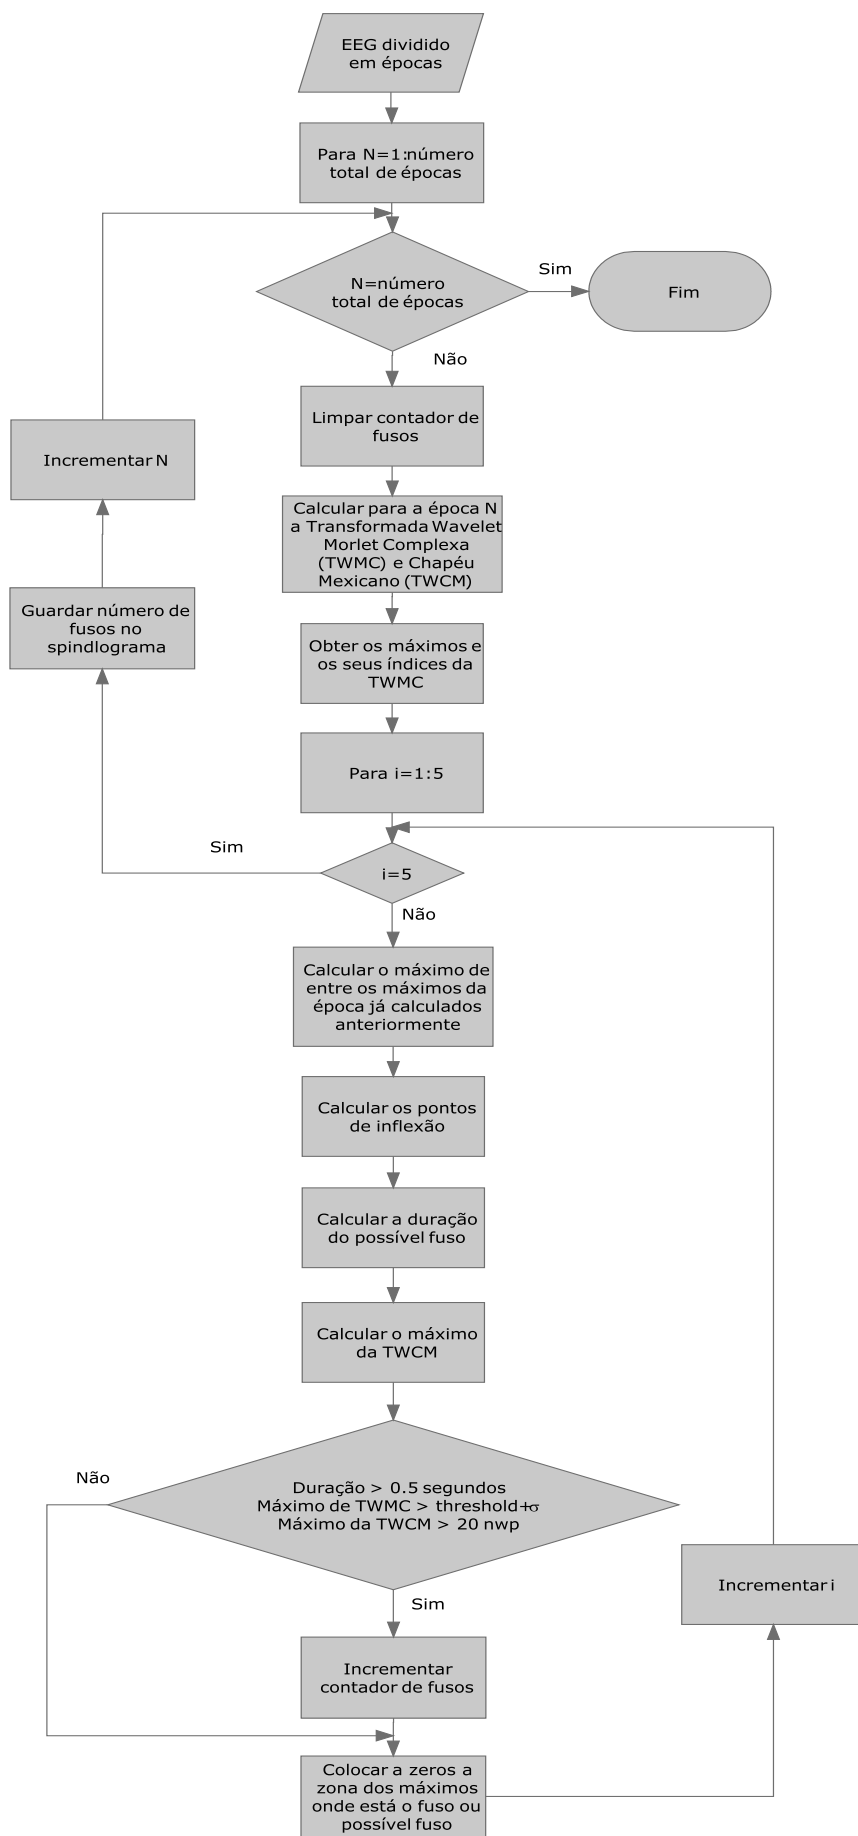 EEG dividido
em épocas
Para N=1:número
total de épocas
N=número
total de épocas
Sim
Fim
Não
Limpar contador de
fusos
Incrementar N
Calcular para a época N
a Transformada Wavelet
Morlet Complexa
(TWMC) e Chapéu
Mexicano (TWCM)
Guardar número de
fusos no
spindlograma
Obter os máximos e
os seus índices da
TWMC
Para i=1:5
Sim
i=5
Não
Calcular o máximo de
entre os máximos da
época já calculados
anteriormente
Calcular os pontos
de inflexão
Calcular a duração
do possível fuso
Calcular o máximo
da TWCM
Não
Duração > 0.5 segundos
Máximo de TWMC > threshold+σ
Máximo da TWCM > 20 nwp
Incrementar i
Sim
Incrementar
contador de fusos
Colocar a zeros a
zona dos máximos
onde está o fuso ou
possível fuso